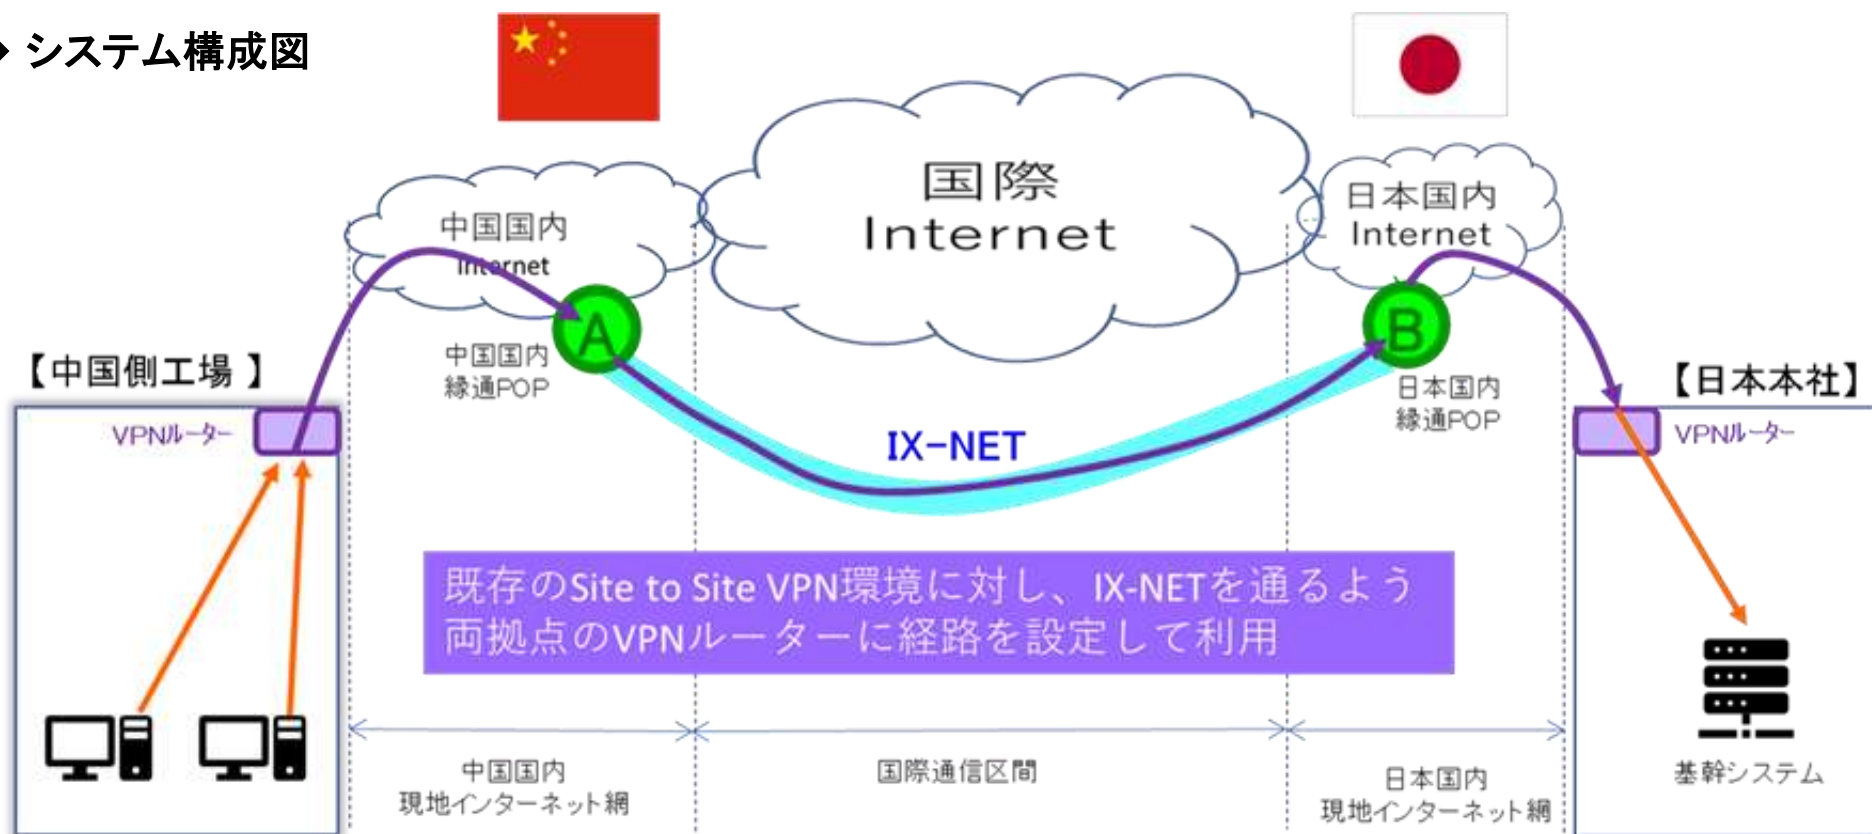 ◆ システム構成図
国際
Internet
中国国内
Internet
日本国内
Internet
A
B
中国国内
縁通POP
日本国内
縁通POP
【中国側工場 】
【日本本社】
VPNルーター
VPNルーター
IX-NET
既存のSite to Site VPN環境に対し、IX-NETを通るよう
両拠点のVPNルーターに経路を設定して利用
中国国内
現地インターネット網
国際通信区間
日本国内
現地インターネット網
基幹システム